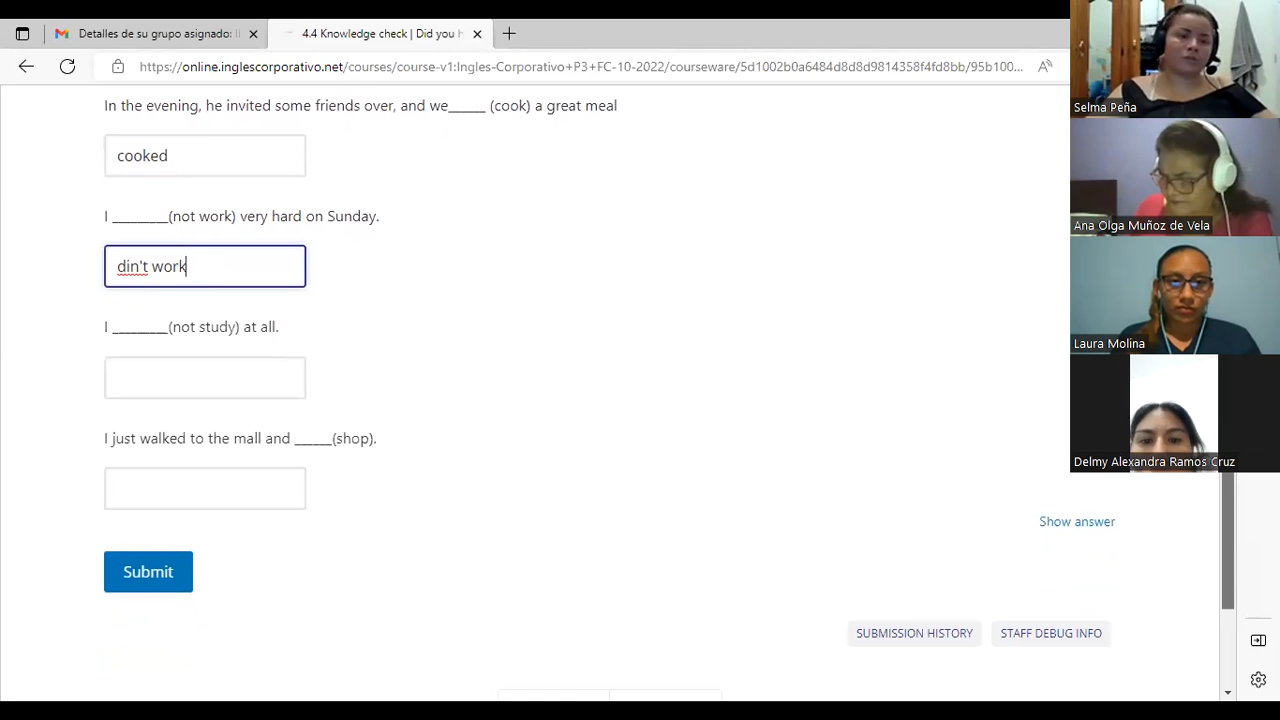 Detalles de su grupo asignado: I
4.4 Knowledge check | Did you H
https://online.inglescorporativo.net/courses/course-v1:Ingles-Corporativo+P3+FC-10-2022/courseware/5d1002b0a6484d8d8d9814358f4fd8bb/95b100...
In the evening, he invited some friends over, and we______ (cook) a great meal
cooked
I _________(not work) very hard on Sunday.
din't work
I _________(not study) at all.
I just walked to the mall and ______(shop).
Show answer
Submit
SUBMISSION HISTORY
STAFF DEBUG INFO
Selma Peña
Ana Olga Muñoz de Vela
Laura Molina
Delmy Alexandra Ramos Cruz